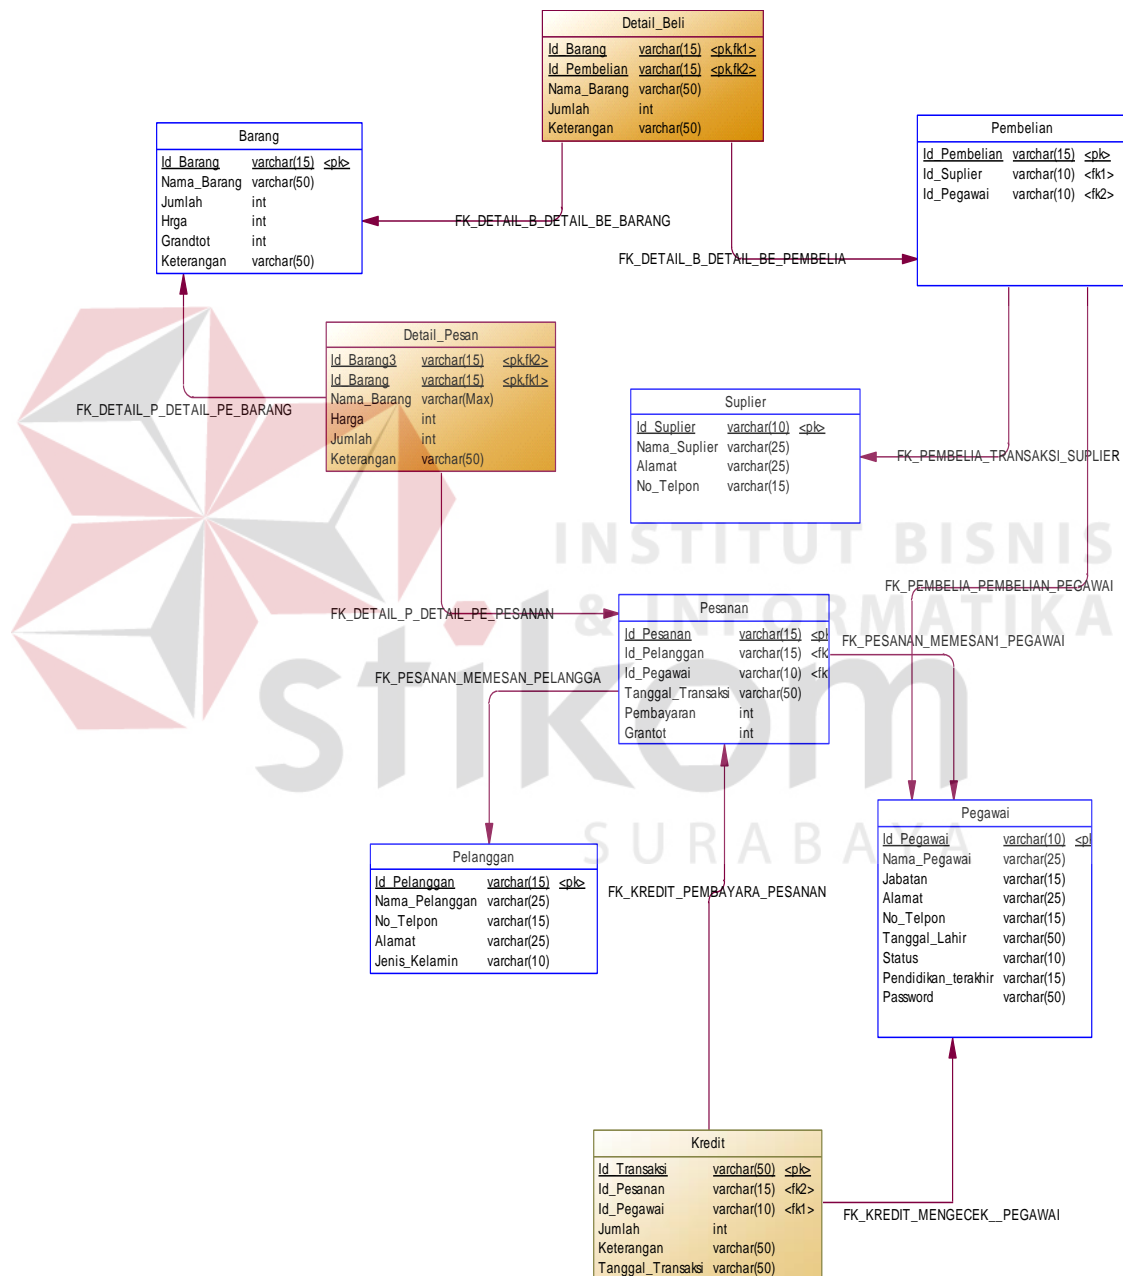 Detail_Beli
Id_Barang varchar(15) <pk,fk1>
Id_Pembelian varchar(15) <pk,fk2>
Nama_Barang varchar(50)
Jumlah int
Keterangan varchar(50)
Barang
Id_Barang varchar(15) <pk>
Nama_Barang varchar(50)
Jumlah int
Hrga int
Grandtot int
Keterangan varchar(50)
Pembelian
Id_Pembelian varchar(15) <pk>
Id_Suplier varchar(10) <fk1>
Id_Pegawai varchar(10) <fk2>
FK_DETAIL_B_DETAIL_BE_BARANG
FK_DETAIL_B_DETAIL_BE_PEMBELIA
Detail_Pesan
Id_Barang3 varchar(15) <pk,fk2>
Id_Barang varchar(15) <pk,fk1>
Nama_Barang varchar(Max)
Harga int
Jumlah int
Keterangan varchar(50)
FK_DETAIL_P_DETAIL_PE_BARANG
Suplier
Id_Suplier varchar(10) <pk>
Nama_Suplier varchar(25)
Alamat varchar(25)
No_Telpon varchar(15)
FK_PEMBELIA_TRANSAKSI_SUPLIER
INSTITUT BISNIS
& INFORMATIKA
stikom
SURABAYA
FK_PEMBELIA_PEMBELIAN_PEGAWAI
FK_DETAIL_P_DETAIL_PE_PESANAN
Pesanan
Id_Pesanan varchar(15) <pk
Id_Pelanggan varchar(15) <fk
Id_Pegawai varchar(10) <fk
Tanggal_Transaksi varchar(50)
Pembayaran int
Grantot int
FK_PESANAN_MEMESAN1_PEGAWAI
FK_PESANAN_MEMESAN_PELANGGA
Pelanggan
Id_Pelanggan varchar(15) <pk>
Nama_Pelanggan varchar(25)
No_Telpon varchar(15)
Alamat varchar(25)
Jenis_Kelamin varchar(10)
Pegawai
Id_Pegawai varchar(10) <pk
Nama_Pegawai varchar(25)
Jabatan varchar(15)
Alamat varchar(25)
No_Telpon varchar(15)
Tanggal_Lahir varchar(50)
Status varchar(10)
Pendidikan_terakhir varchar(15)
Password varchar(50)
FK_KREDIT_PEMBAYARA_PESANAN
Kredit
Id_Transaksi varchar(50) <pk>
Id_Pesanan varchar(15) <fk2>
Id_Pegawai varchar(10) <fk1>
Jumlah int
Keterangan varchar(50)
Tanggal_Transaksi varchar(50)
FK_KREDIT_MENGECEK__PEGAWAI